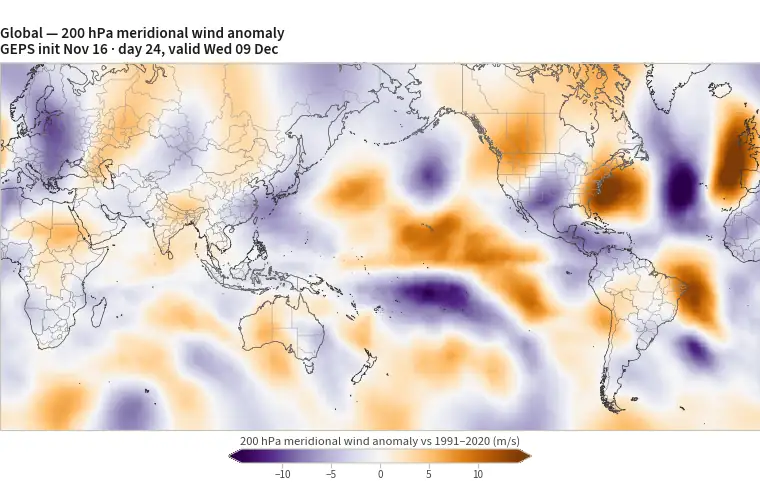 Global — 200 hPa meridional wind anomaly
GEPS init Nov 16 · day 24, valid Wed 09 Dec
200 hPa meridional wind anomaly vs 1991–2020 (m/s)
−10 −5 0 5 10